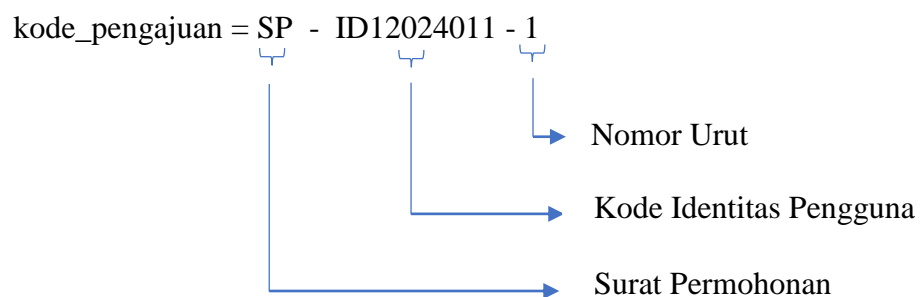 kode_pengajuan = SP - ID12024011 - 1
Nomor Urut
Kode Identitas Pengguna
Surat Permohonan